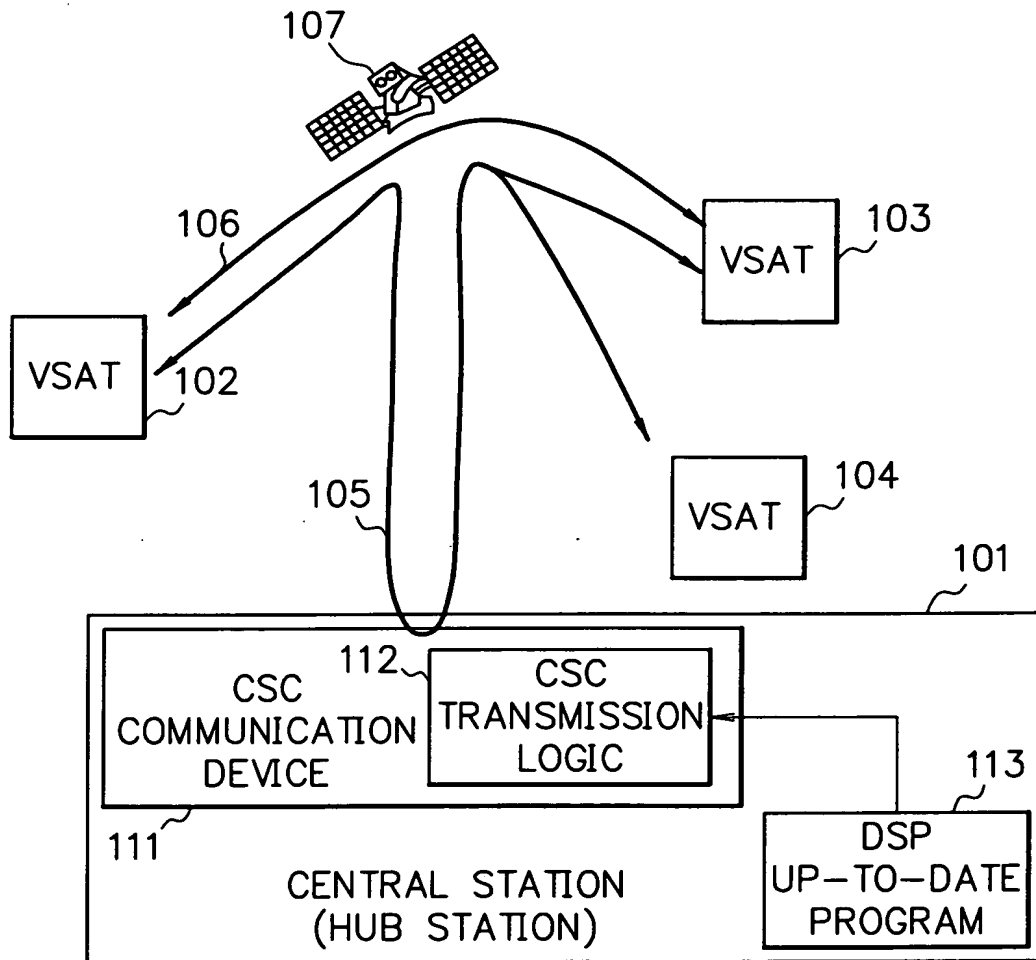 107
106
103
VSAT
VSAT
102
105
104
VSAT
101
112
CSC
TRANSMISSION
LOGIC
CSC
COMMUNICATION
DEVICE
113
111
DSP
UP-TO-DATE
PROGRAM
CENTRAL STATION
(HUB STATION)